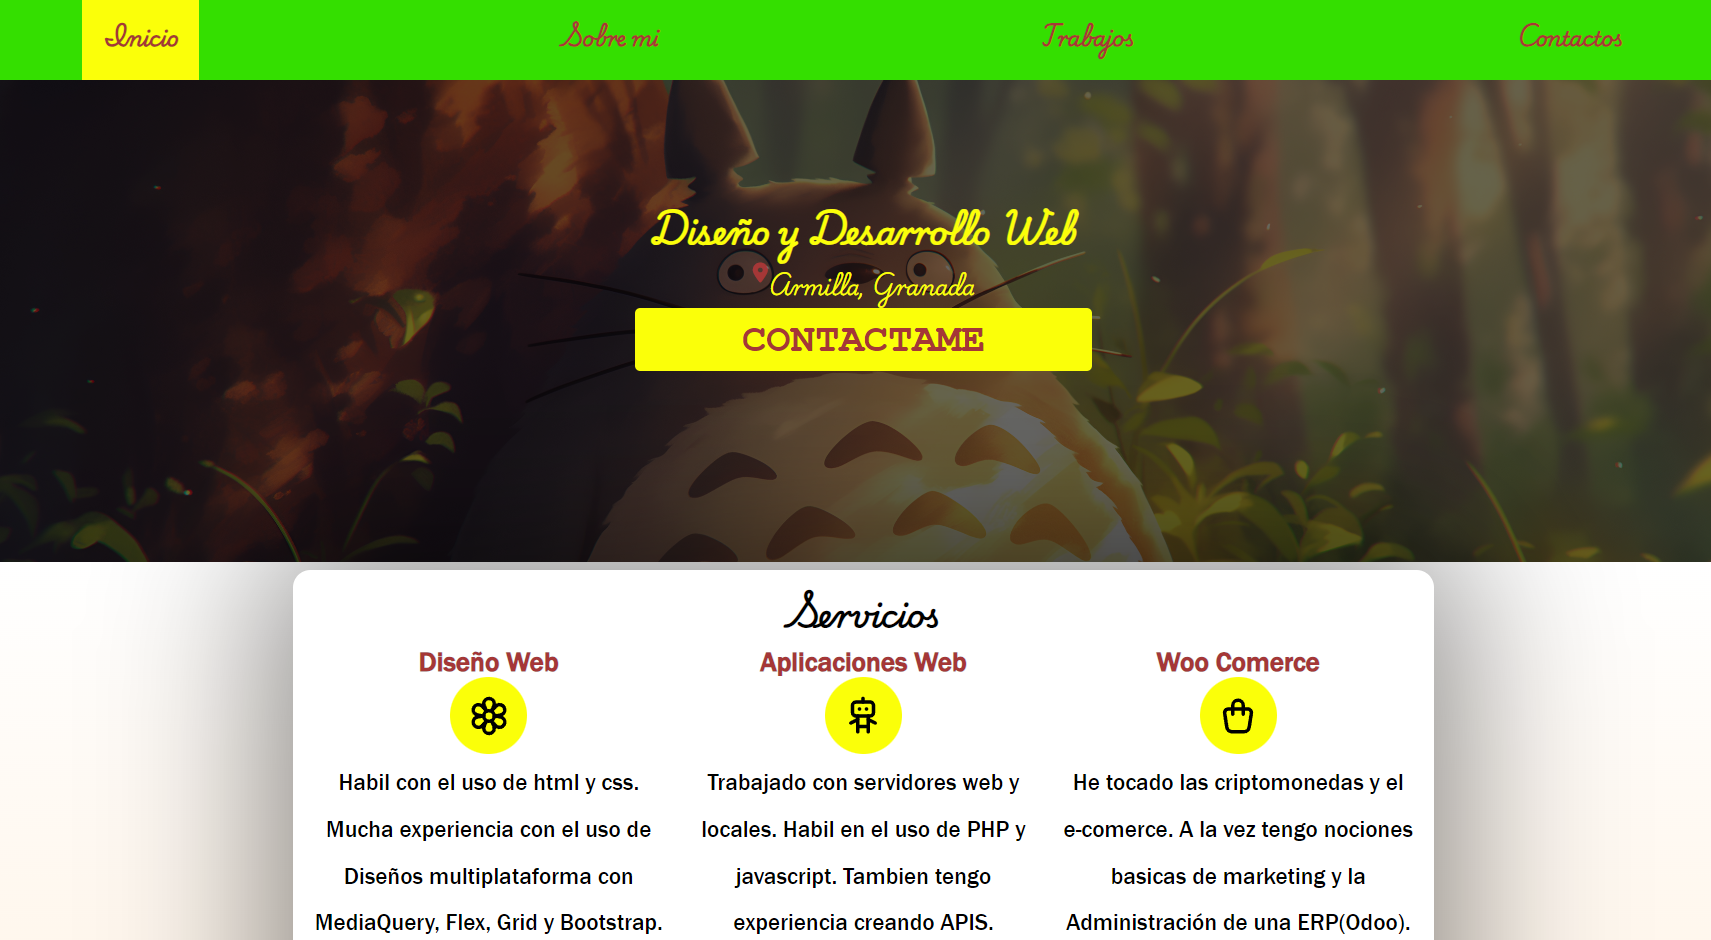 Inicio Sobre mi Trabajos Contactos
Diseño y Desarrollo Web
Armilla, Granada
CONTACTAME
Servicios
Diseño Web
Habil con el uso de html y css.
Mucha experiencia con el uso de
Diseños multiplataforma con
MediaQuery, Flex, Grid y Bootstrap.
Aplicaciones Web
Trabajado con servidores web y
locales. Habil en el uso de PHP y
javascript. Tambien tengo
experiencia creando APIS.
Woo Comerce
He tocado las criptomonedas y el
e-comerce. A la vez tengo nociones
basicas de marketing y la
Administración de una ERP(Odoo).